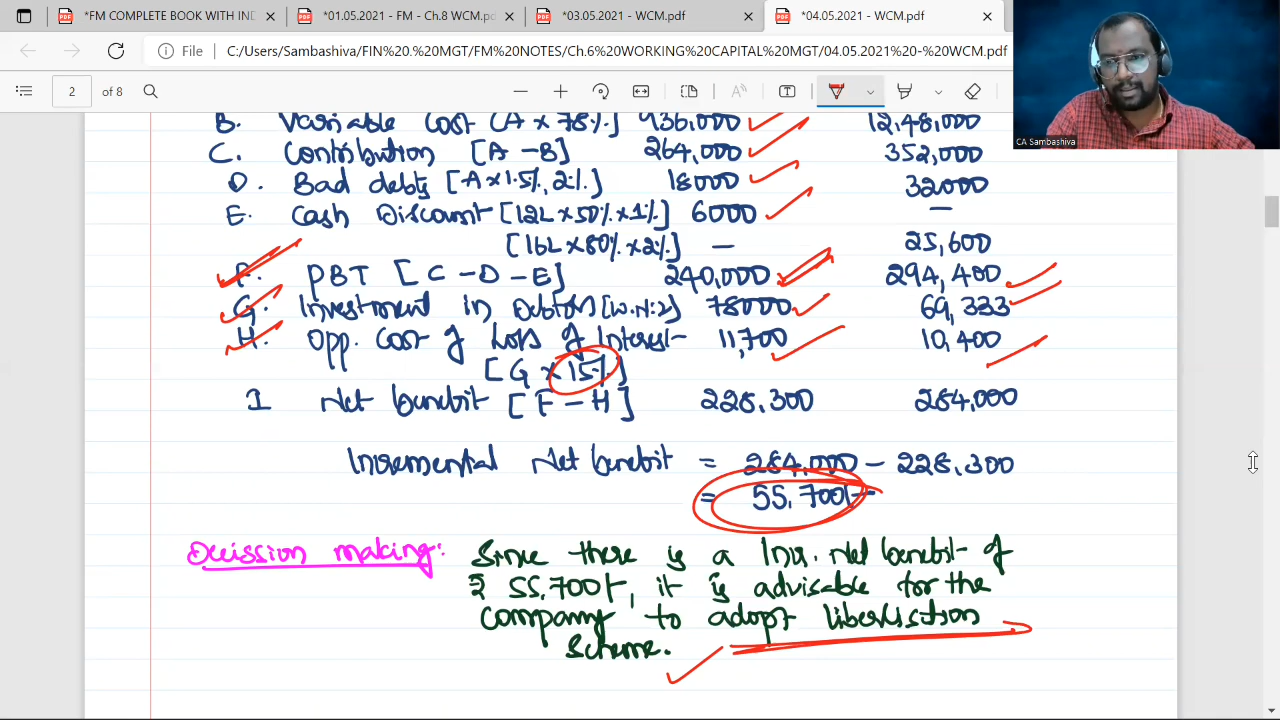 *FM COMPLETE BOOK WITH IND
*01.05.2021 - FM - Ch.8 WCM.pd
*03.05.2021 - WCM.pdf
*04.05.2021 - WCM.pdf
File C:/Users/Sambashiva/FIN%20.%20MGT/FM%20NOTES/Ch.6%20WORKING%20CAPITAL%20MGT/04.05.2021%20-%20WCM.pdf
2 of 8
CA Sambashiva
B. Variable Cost [A x 78%] 936,000 12,48,000
C. Contribution [A - B] 264,000 352,000
D. Bad debts [A x 1.5%, 2%] 18000 32000
E. Cash Discount [12L x 50% x 1%] 6000 —
[16L x 80% x 2%] — 25,600
F. PBT [C - D - E] 240,000 294,400
G. Investment in Debtors [W.N:2] 78000 69,333
H. Opp. Cost of Loss of Interest 11,700 10,400
[G x 15%]
I Net benebit [F - H] 228,300 284,000
Incremental Net benebit = 284,000 - 228,300
= 55,700/-
Decission making:
Since there is a Incr. Net benebit of
₹ 55,700/-, it is advisable for the
company to adopt liberlisation
Scheme.